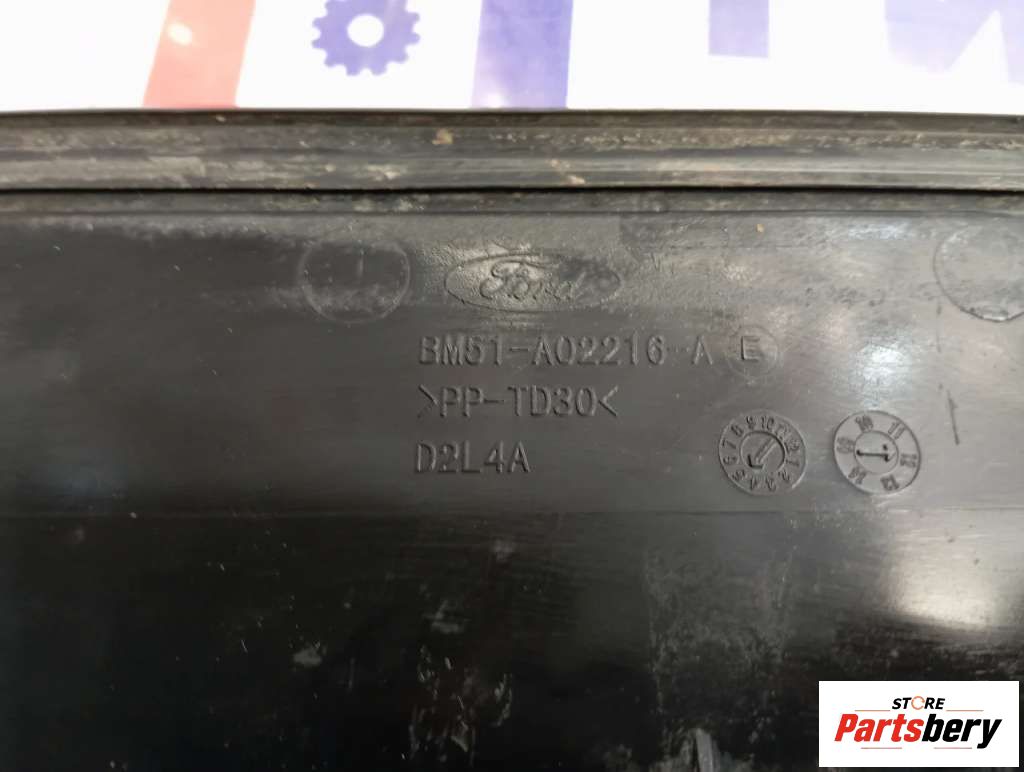 Ford
BM51-A02216-A E
>PP-TD30<
D2L4A
STORE
Partsbery